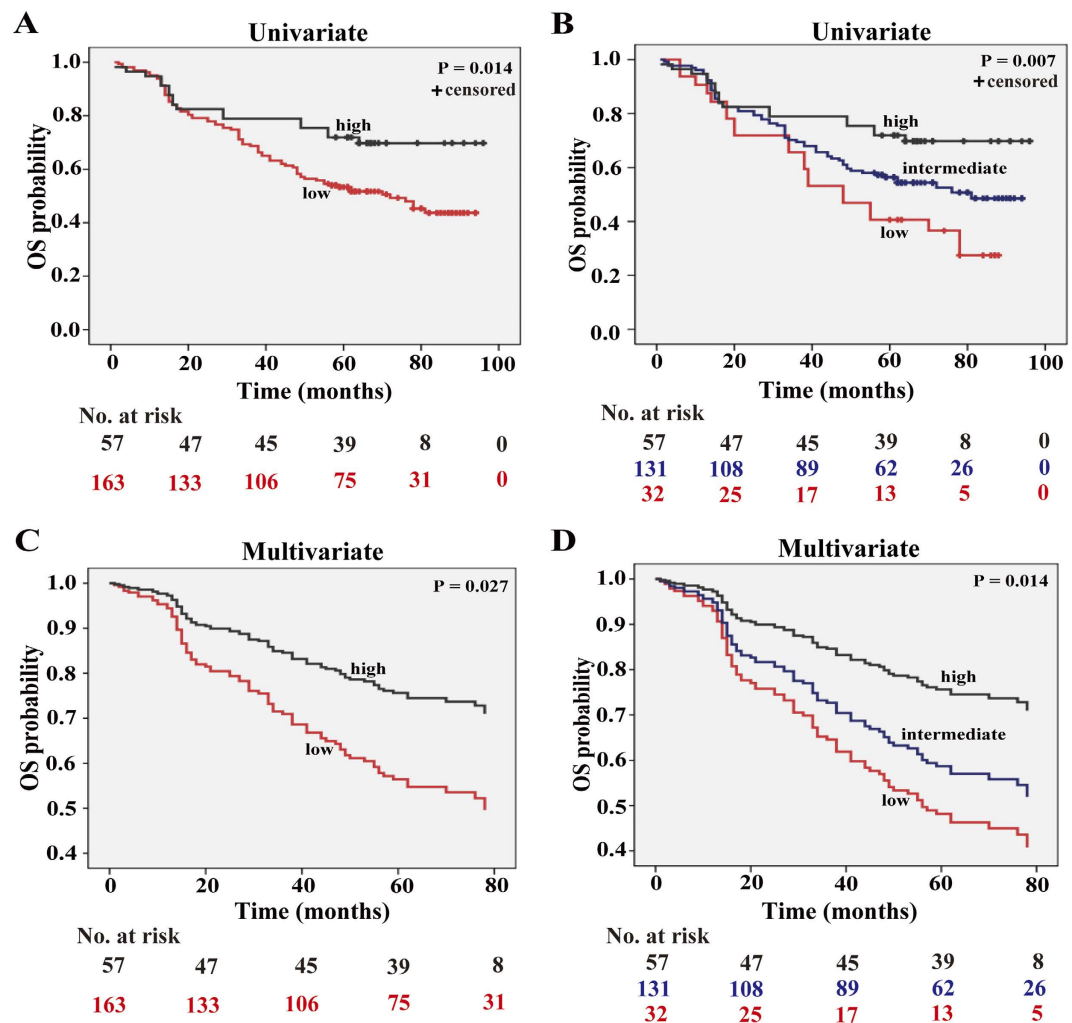 A
Univariate
P = 0.014
+censored
high
low
OS probability
1.0
0.8
0.6
0.4
0.2
0.0
0 20 40 60 80 100
Time (months)
No. at risk
57 47 45 39 8 0
163 133 106 75 31 0
B
Univariate
P = 0.007
+censored
high
intermediate
low
OS probability
1.0
0.8
0.6
0.4
0.2
0.0
0 20 40 60 80 100
Time (months)
No. at risk
57 47 45 39 8 0
131 108 89 62 26 0
32 25 17 13 5 0
C
Multivariate
P = 0.027
high
low
OS probability
1.0
0.9
0.8
0.7
0.6
0.5
0.4
0 20 40 60 80
Time (months)
No. at risk
57 47 45 39 8
163 133 106 75 31
D
Multivariate
P = 0.014
high
intermediate
low
OS probability
1.0
0.9
0.8
0.7
0.6
0.5
0.4
0 20 40 60 80
Time (months)
No. at risk
57 47 45 39 8
131 108 89 62 26
32 25 17 13 5